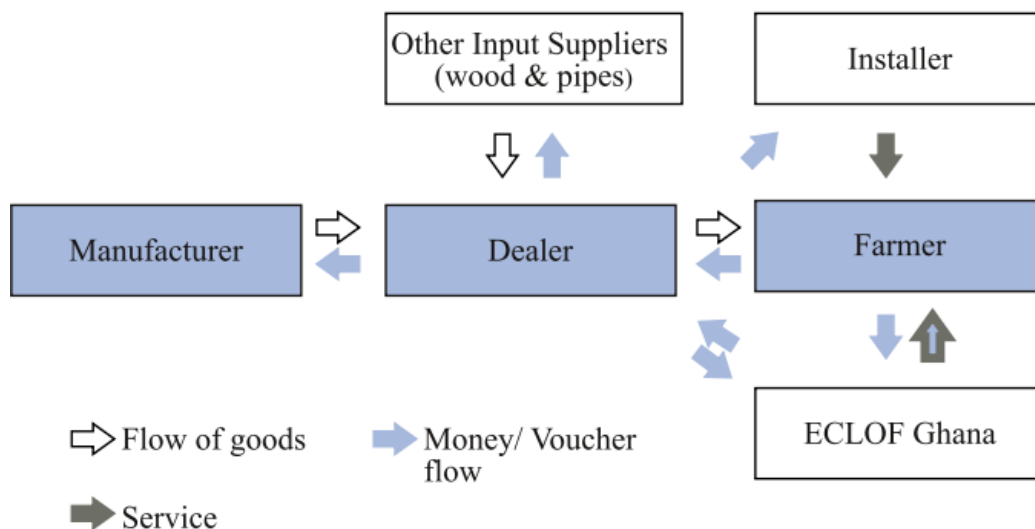 Other Input Suppliers
(wood & pipes)
Installer
Manufacturer
Dealer
Farmer
ECLOF Ghana
Flow of goods
Money/ Voucher
flow
Service